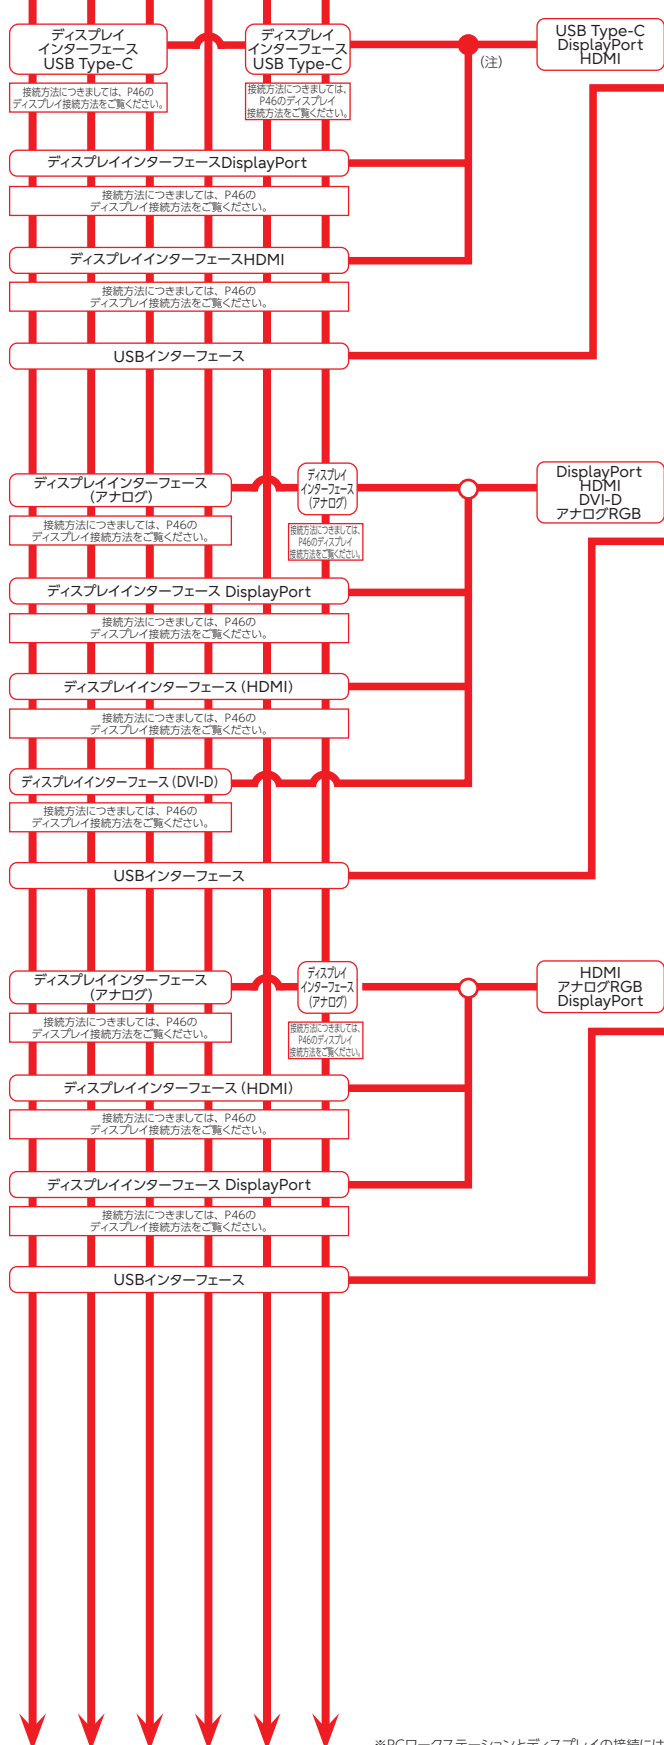 ディスプレイ
インターフェース
USB Type-C
ディスプレイ
インターフェース
USB Type-C
(注)
USB Type-C
DisplayPort
HDMI
接続方法につきましては、P46の
ディスプレイ接続方法をご覧ください。
接続方法につきましては、
P46のディスプレイ
接続方法をご覧ください。
ディスプレイインターフェースDisplayPort
接続方法につきましては、P46の
ディスプレイ接続方法をご覧ください。
ディスプレイインターフェースHDMI
接続方法につきましては、P46の
ディスプレイ接続方法をご覧ください。
USBインターフェース
ディスプレイインターフェース
(アナログ)
ディスプレイ
インターフェース
(アナログ)
DisplayPort
HDMI
DVI-D
アナログRGB
接続方法につきましては、P46の
ディスプレイ接続方法をご覧ください。
接続方法につきましては、
P46のディスプレイ
接続方法をご覧ください。
ディスプレイインターフェース DisplayPort
接続方法につきましては、P46の
ディスプレイ接続方法をご覧ください。
ディスプレイインターフェース(HDMI)
接続方法につきましては、P46の
ディスプレイ接続方法をご覧ください。
ディスプレイインターフェース(DVI-D)
接続方法につきましては、P46の
ディスプレイ接続方法をご覧ください。
USBインターフェース
ディスプレイインターフェース
(アナログ)
ディスプレイ
インターフェース
(アナログ)
HDMI
アナログRGB
DisplayPort
接続方法につきましては、P46の
ディスプレイ接続方法をご覧ください。
接続方法につきましては、
P46のディスプレイ
接続方法をご覧ください。
ディスプレイインターフェース(HDMI)
接続方法につきましては、P46の
ディスプレイ接続方法をご覧ください。
ディスプレイインターフェース DisplayPort
接続方法につきましては、P46の
ディスプレイ接続方法をご覧ください。
USBインターフェース
※PCワークステーションとディスプレイの接続には